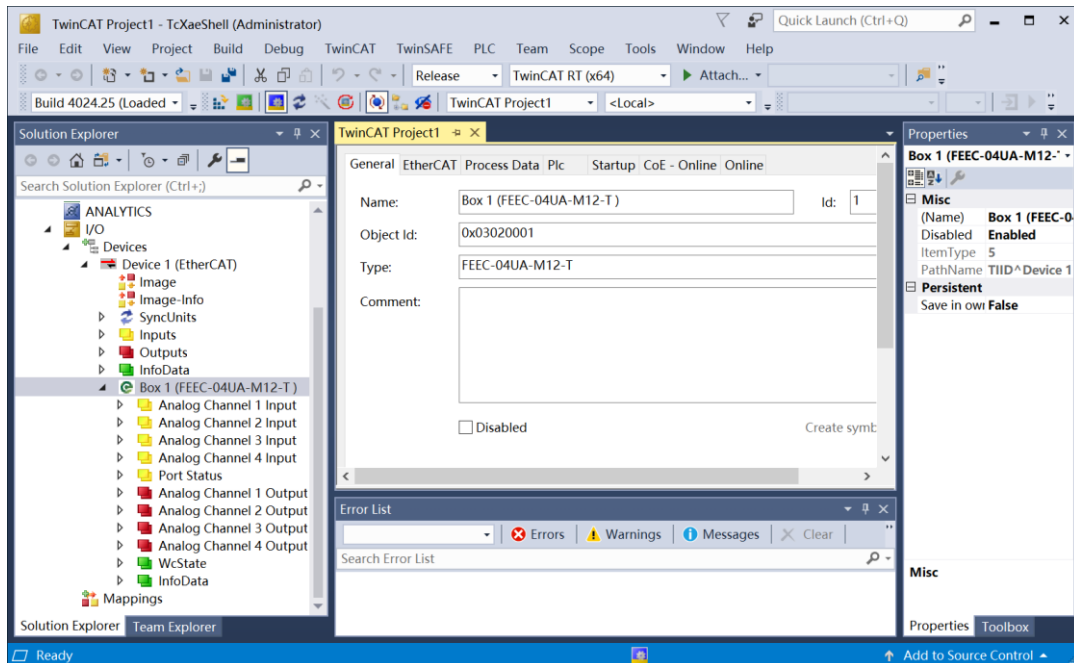 TwinCAT Project1 - TcXaeShell (Administrator)
Quick Launch (Ctrl+Q)
File Edit View Project Build Debug TwinCAT TwinSAFE PLC Team Scope Tools Window Help
Release TwinCAT RT (x64) Attach...
Build 4024.25 (Loaded TwinCAT Project1 <Local>
Solution Explorer
Search Solution Explorer (Ctrl+;)
ANALYTICS
I/O
Devices
Device 1 (EtherCAT)
Image
Image-Info
SyncUnits
Inputs
Outputs
InfoData
Box 1 (FEEC-04UA-M12-T )
Analog Channel 1 Input
Analog Channel 2 Input
Analog Channel 3 Input
Analog Channel 4 Input
Port Status
Analog Channel 1 Output
Analog Channel 2 Output
Analog Channel 3 Output
Analog Channel 4 Output
WcState
InfoData
Mappings
Solution Explorer Team Explorer
TwinCAT Project1
General EtherCAT Process Data Plc Startup CoE - Online Online
Name: Box 1 (FEEC-04UA-M12-T ) Id: 1
Object Id: 0x03020001
Type: FEEC-04UA-M12-T
Comment:
Disabled Create symb
Error List
Errors Warnings Messages Clear
Search Error List
Properties
Box 1 (FEEC-04UA-M12-
Misc
(Name) Box 1 (FEEC-0
Disabled Enabled
ItemType 5
PathName TIID^Device 1
Persistent
Save in ow False
Misc
Properties Toolbox
Ready Add to Source Control